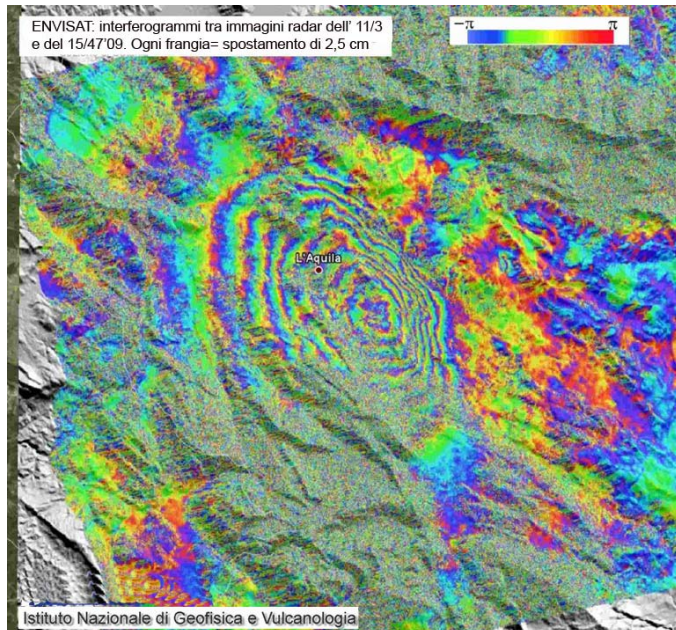 ENVISAT: interferogrammi tra immagini radar dell' 11/3
e del 15/47'09. Ogni frangia= spostamento di 2,5 cm
−π π
L'Aquila
Istituto Nazionale di Geofisica e Vulcanologia